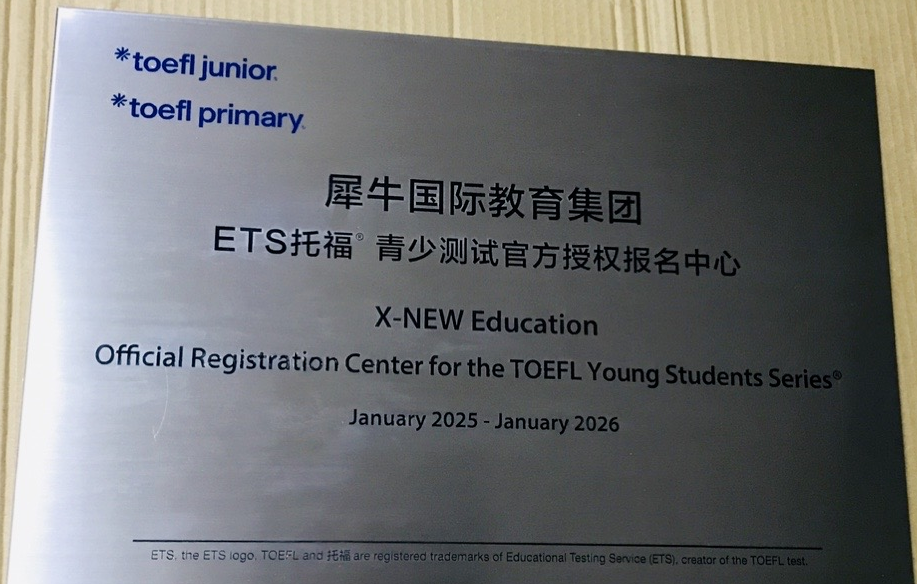 *toefl junior.
*toefl primary.
犀牛国际教育集团
ETS托福® 青少测试官方授权报名中心
X-NEW Education
Official Registration Center for the TOEFL Young Students Series®
January 2025 - January 2026
ETS, the ETS logo, TOEFL and 托福 are registered trademarks of Educational Testing Service (ETS), creator of the TOEFL test.